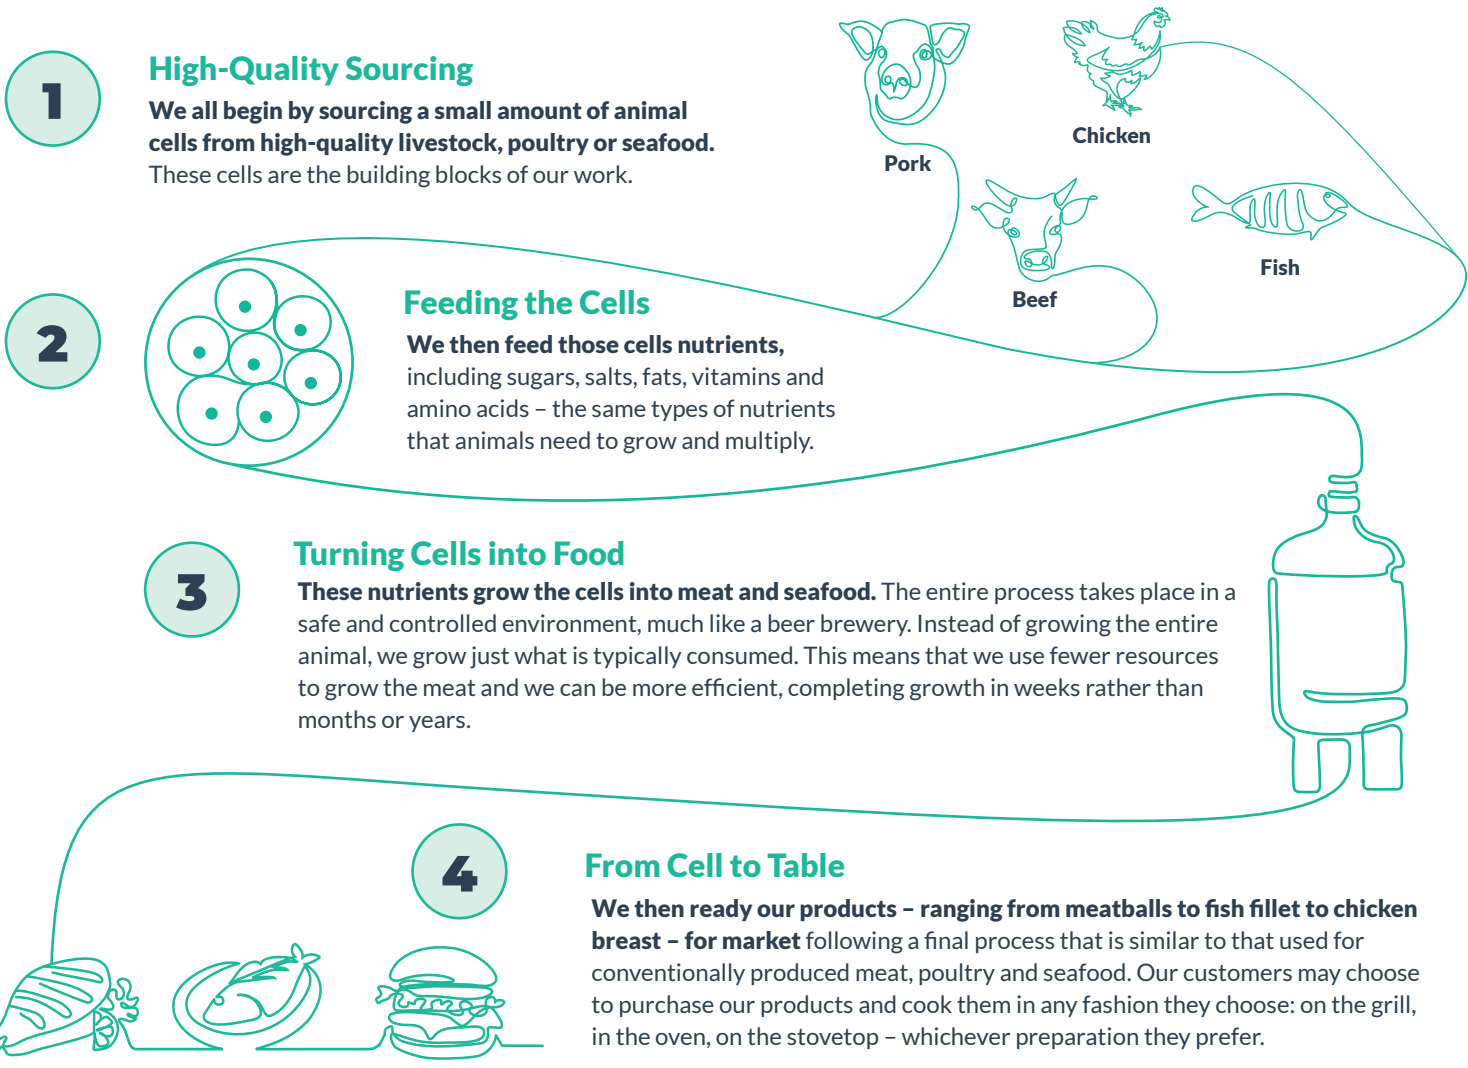 1
High-Quality Sourcing
We all begin by sourcing a small amount of animal
cells from high-quality livestock, poultry or seafood.
These cells are the building blocks of our work.
Pork
Chicken
Beef
Fish
2
Feeding the Cells
We then feed those cells nutrients,
including sugars, salts, fats, vitamins and
amino acids – the same types of nutrients
that animals need to grow and multiply.
3
Turning Cells into Food
These nutrients grow the cells into meat and seafood. The entire process takes place in a
safe and controlled environment, much like a beer brewery. Instead of growing the entire
animal, we grow just what is typically consumed. This means that we use fewer resources
to grow the meat and we can be more efficient, completing growth in weeks rather than
months or years.
4
From Cell to Table
We then ready our products – ranging from meatballs to fish fillet to chicken
breast – for market following a final process that is similar to that used for
conventionally produced meat, poultry and seafood. Our customers may choose
to purchase our products and cook them in any fashion they choose: on the grill,
in the oven, on the stovetop – whichever preparation they prefer.